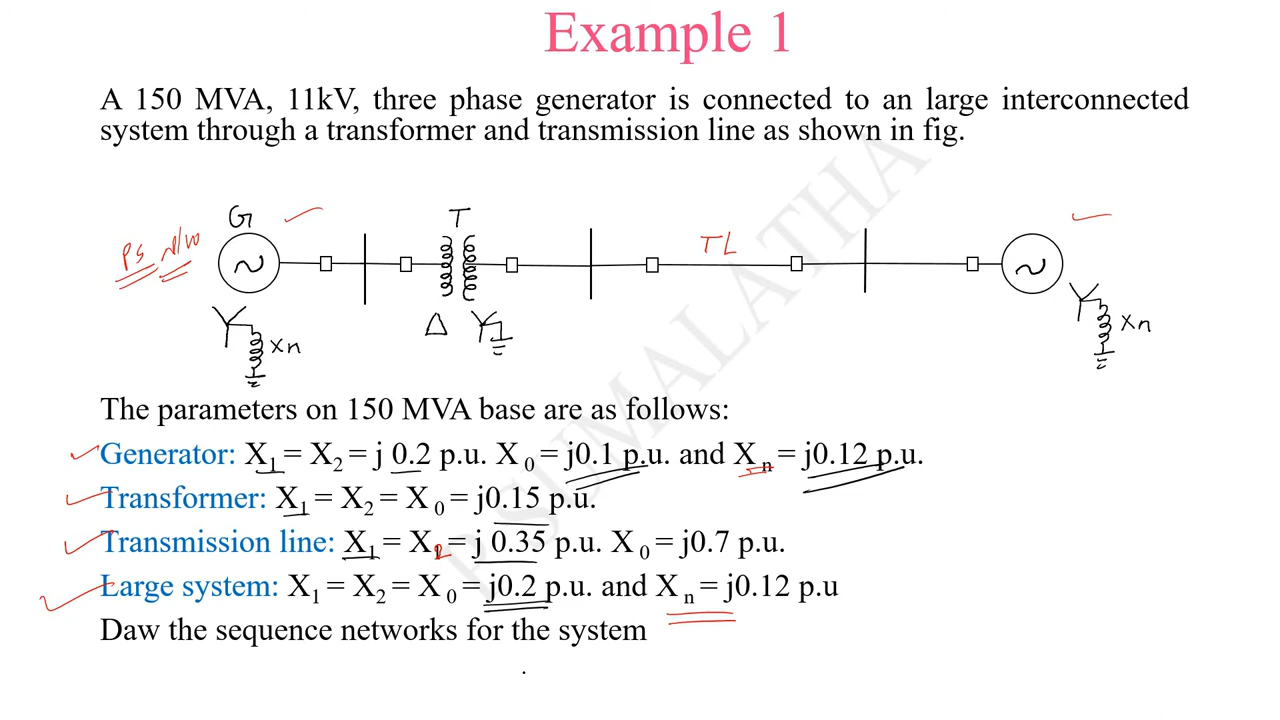 Example 1
A 150 MVA, 11kV, three phase generator is connected to an large interconnected
system through a transformer and transmission line as shown in fig.
G T TL
PS N/W
Δ
Xn Xn
The parameters on 150 MVA base are as follows:
Generator: X₁ = X₂ = j 0.2 p.u. X₀ = j0.1 p.u. and Xₙ = j0.12 p.u.
Transformer: X₁ = X₂ = X₀ = j0.15 p.u.
Transmission line: X₁ = X₂ = j 0.35 p.u. X₀ = j0.7 p.u.
Large system: X₁ = X₂ = X₀ = j0.2 p.u. and Xₙ = j0.12 p.u
Daw the sequence networks for the system
P SUMALATHA